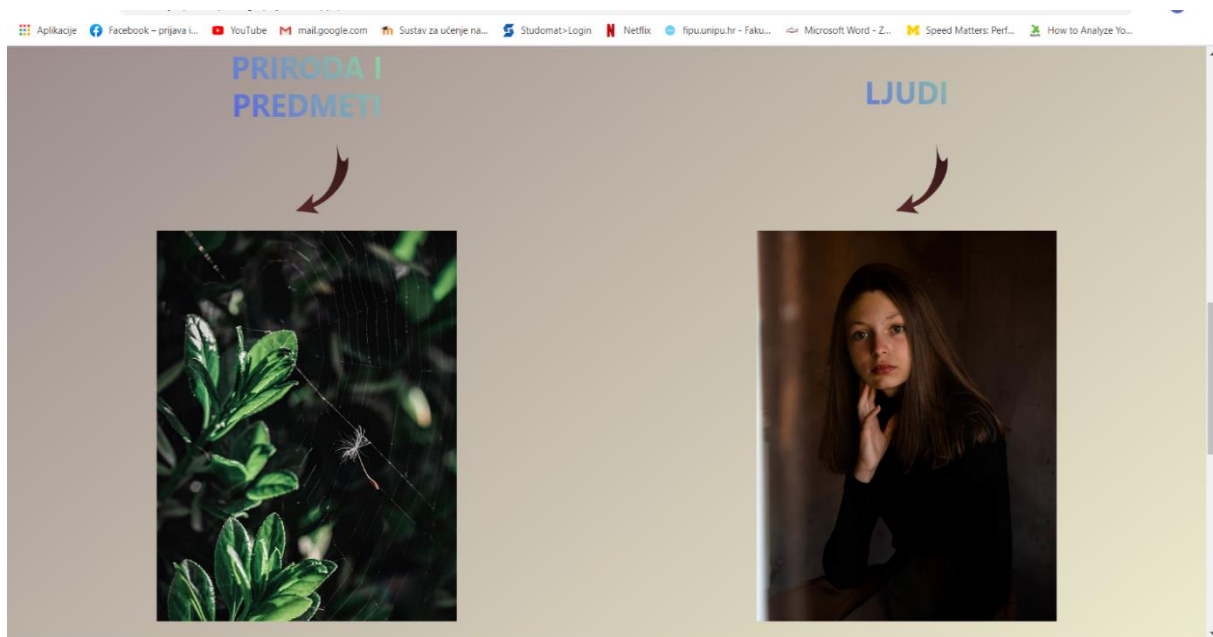 Aplikacije Facebook – prijava i... YouTube mail.google.com Sustav za učenje na... Studomat>Login Netflix fipu.unipu.hr - Faku... Microsoft Word - Z... Speed Matters: Perf... How to Analyze Yo...
PRIRODA I
PREDMETI
LJUDI